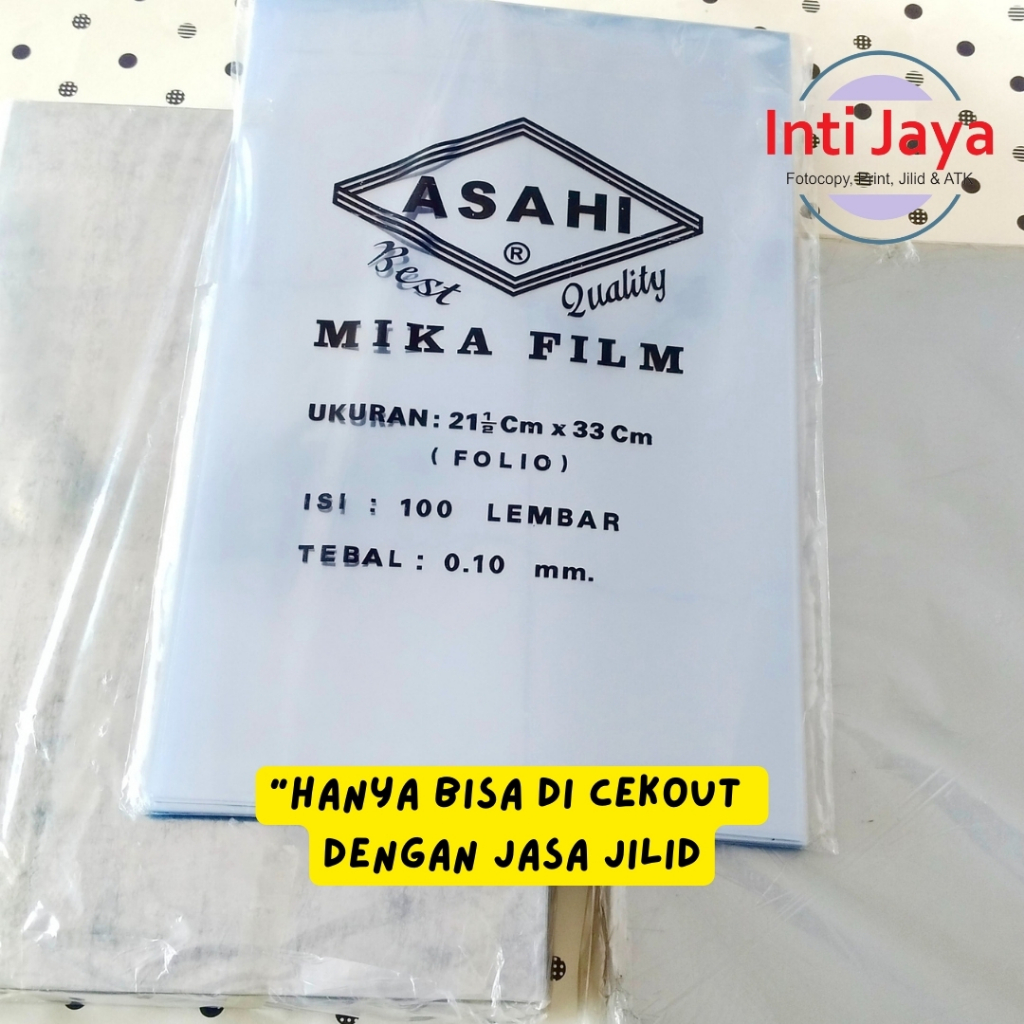 Inti Jaya
Fotocopy, Print, Jilid & ATK
ASAHI
®
Best Quality
MIKA FILM
UKURAN: 21½ Cm x 33 Cm
( FOLIO )
ISI : 100 LEMBAR
TEBAL : 0.10 mm.
"HANYA BISA DI CEKOUT
DENGAN JASA JILID